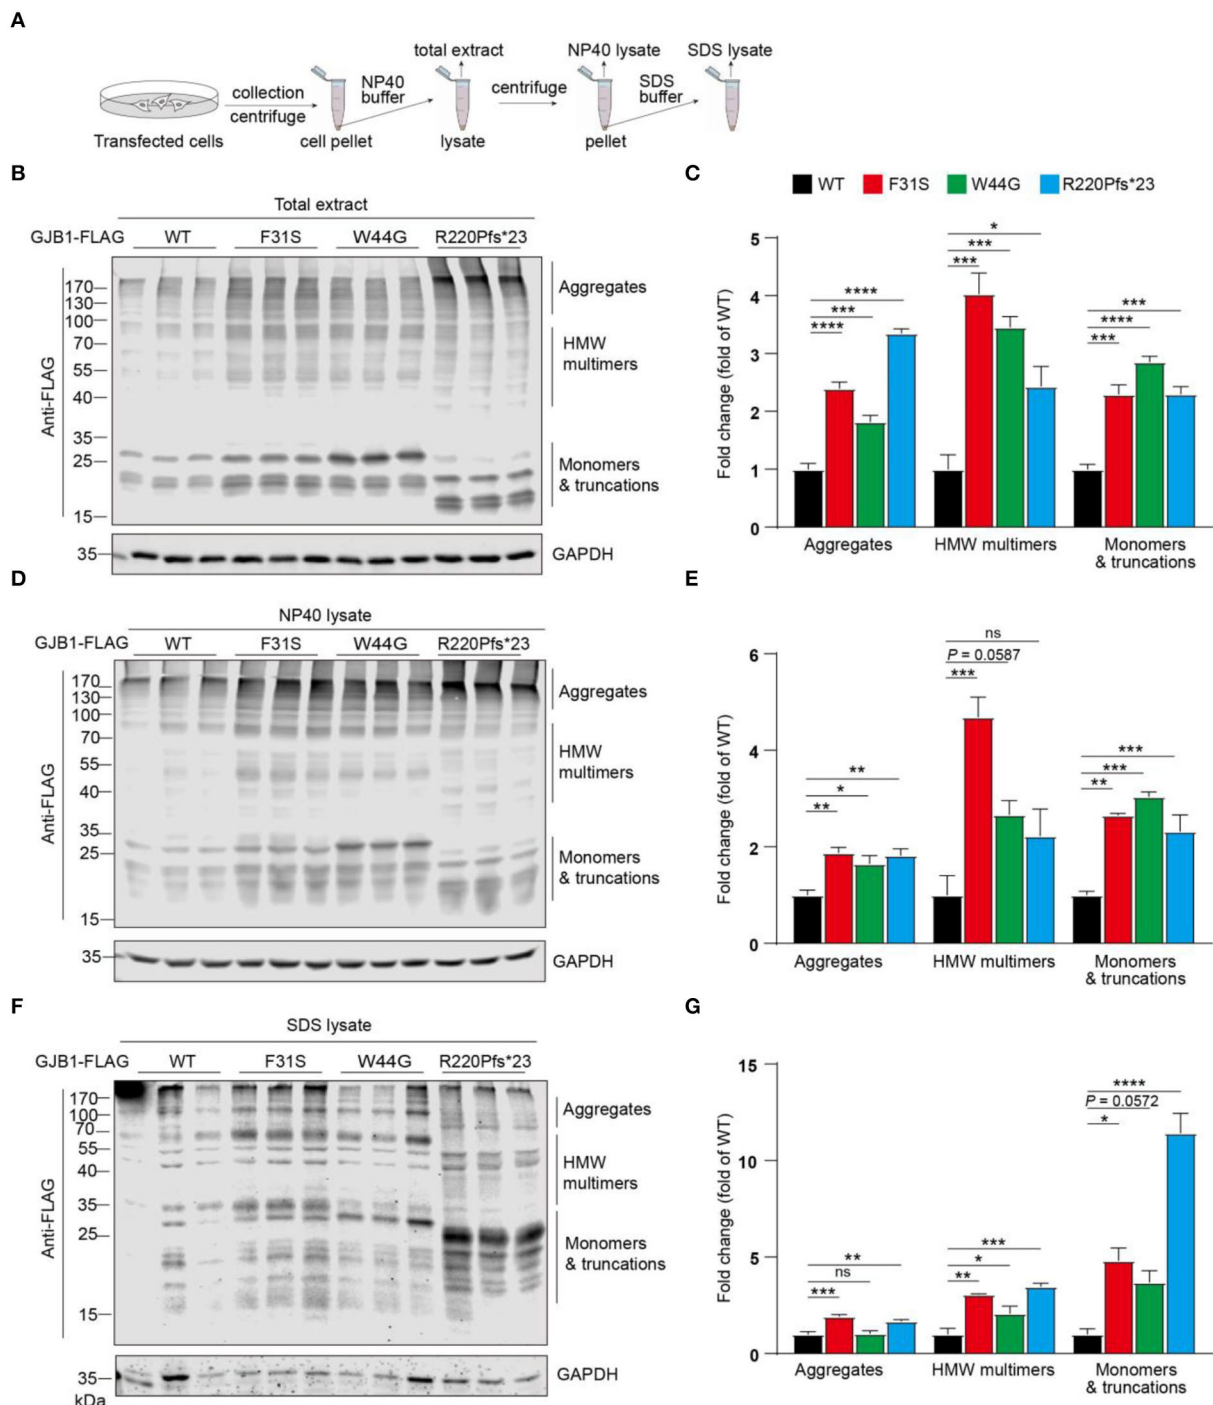 A
total extract
NP40 lysate
SDS lysate
collection
centrifuge
NP40
buffer
centrifuge
SDS
buffer
Transfected cells
cell pellet
lysate
pellet
B
Total extract
GJB1-FLAG
WT
F31S
W44G
R220Pfs*23
Anti-FLAG
170
130
100
70
55
40
35
25
15
Aggregates
HMW
multimers
Monomers
& truncations
35
GAPDH
C
WT
F31S
W44G
R220Pfs*23
Fold change (fold of WT)
5
4
3
2
1
0
****
***
****
*
***
***
***
****
***
Aggregates
HMW multimers
Monomers
& truncations
D
NP40 lysate
GJB1-FLAG
WT
F31S
W44G
R220Pfs*23
Anti-FLAG
170
130
100
70
55
40
35
25
15
Aggregates
HMW
multimers
Monomers
& truncations
35
GAPDH
E
Fold change (fold of WT)
6
4
2
0
**
*
**
ns
P = 0.0587
***
***
***
**
Aggregates
HMW multimers
Monomers
& truncations
F
SDS lysate
GJB1-FLAG
WT
F31S
W44G
R220Pfs*23
Anti-FLAG
170
100
70
55
40
35
25
15
Aggregates
HMW
multimers
Monomers
& truncations
35
kDa
GAPDH
G
Fold change (fold of WT)
15
10
5
0
**
ns
***
***
*
**
****
P = 0.0572
*
Aggregates
HMW multimers
Monomers
& truncations